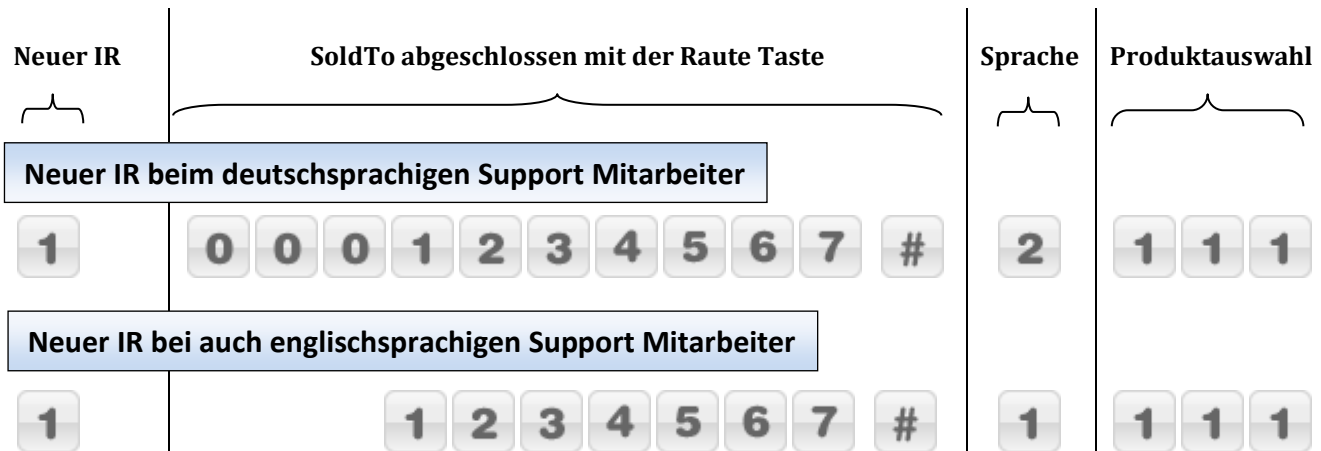 Neuer IR SoldTo abgeschlossen mit der Raute Taste Sprache Produktauswahl
Neuer IR beim deutschsprachigen Support Mitarbeiter
1 0 0 0 1 2 3 4 5 6 7 # 2 1 1 1
Neuer IR bei auch englischsprachigen Support Mitarbeiter
1 1 2 3 4 5 6 7 # 1 1 1 1